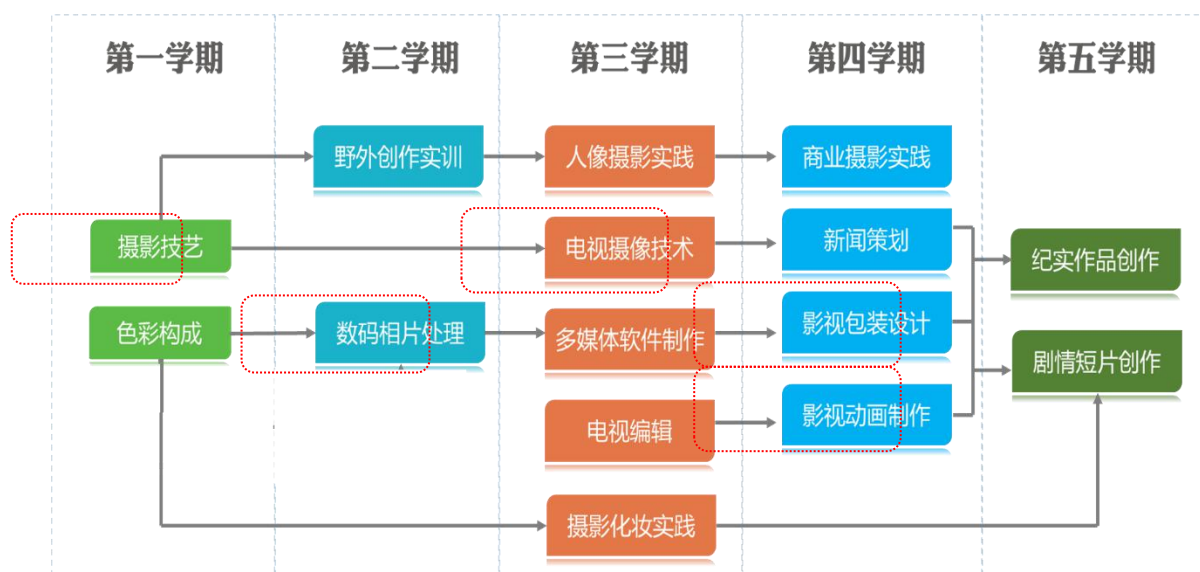 第一学期
第二学期
第三学期
第四学期
第五学期
野外创作实训
人像摄影实践
商业摄影实践
摄影技艺
电视摄像技术
新闻策划
纪实作品创作
色彩构成
数码相片处理
多媒体软件制作
影视包装设计
剧情短片创作
电视编辑
影视动画制作
摄影化妆实践